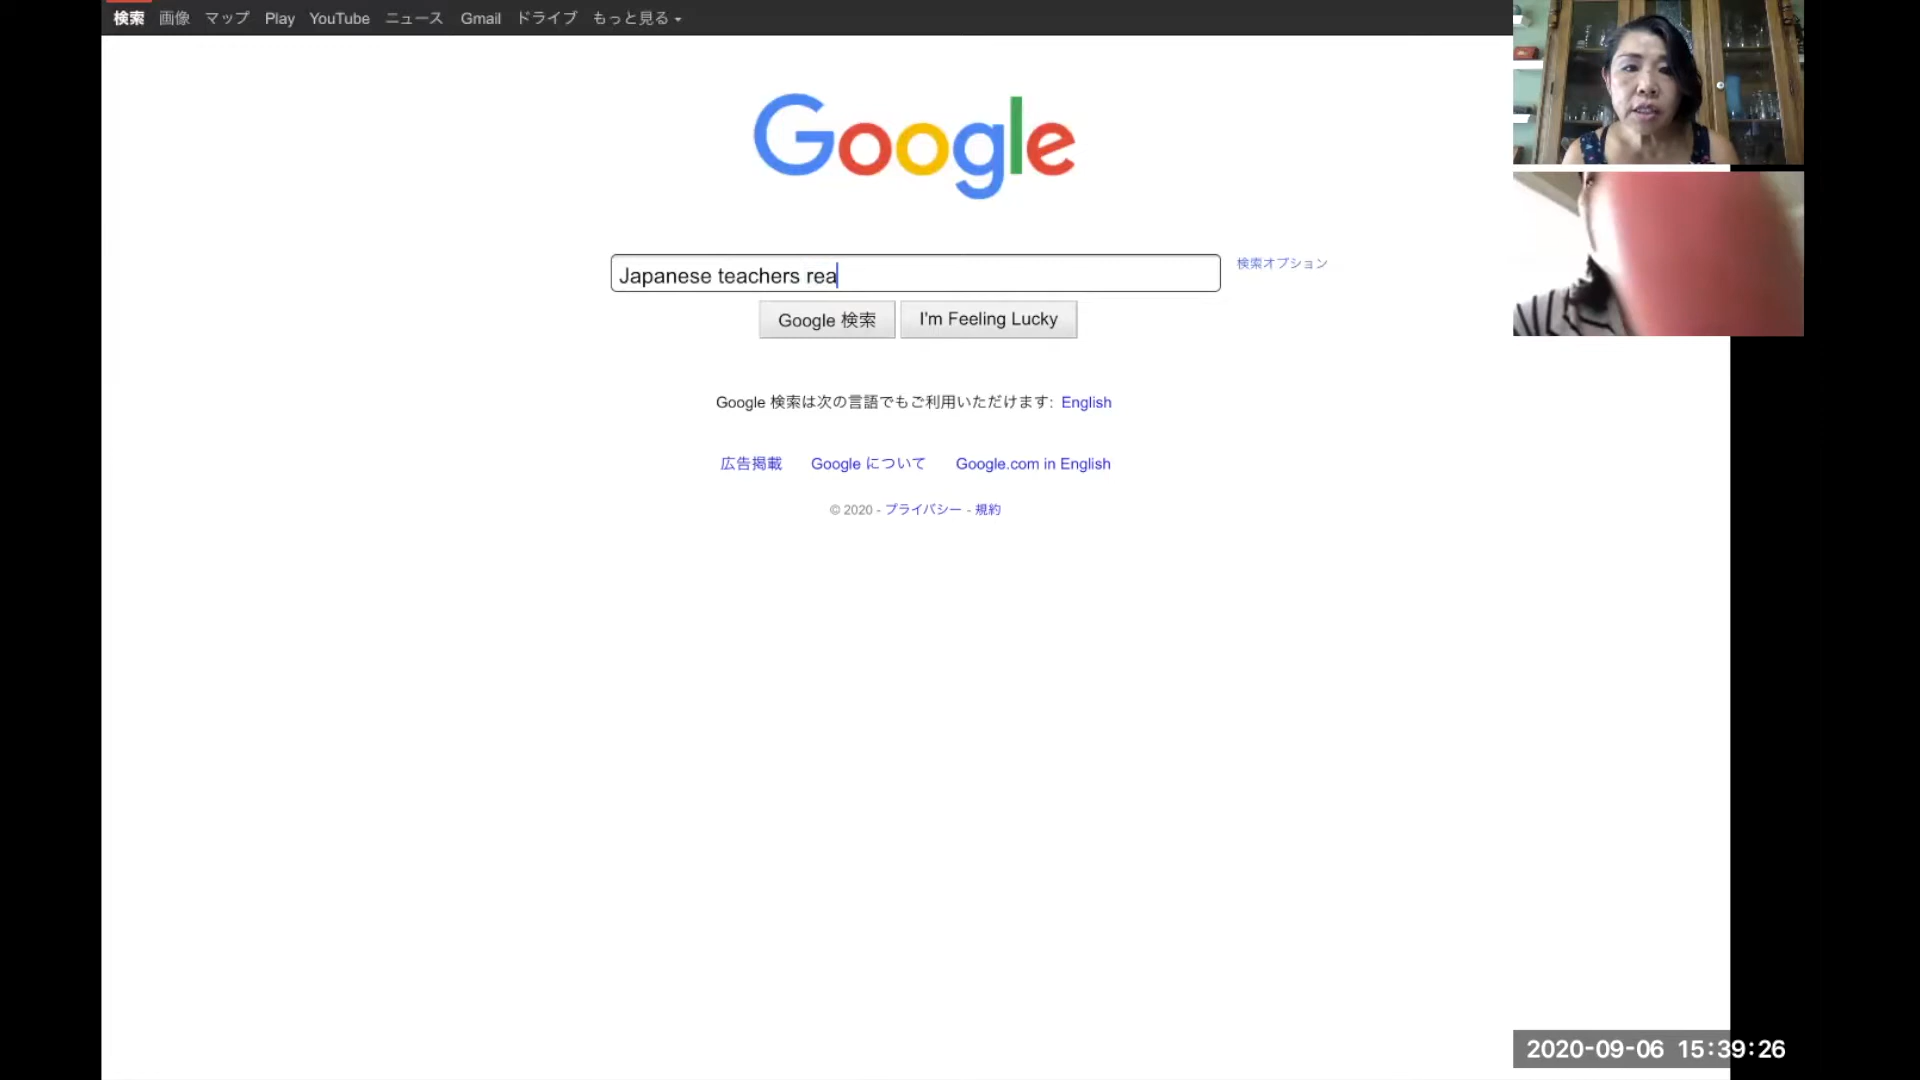 検索 画像 マップ Play YouTube ニュース Gmail ドライブ もっと見る
Google
Japanese teachers rea
検索オプション
Google 検索 I'm Feeling Lucky
Google 検索は次の言語でもご利用いただけます: English
広告掲載 Google について Google.com in English
© 2020 - プライバシー - 規約
2020-09-06 15:39:26